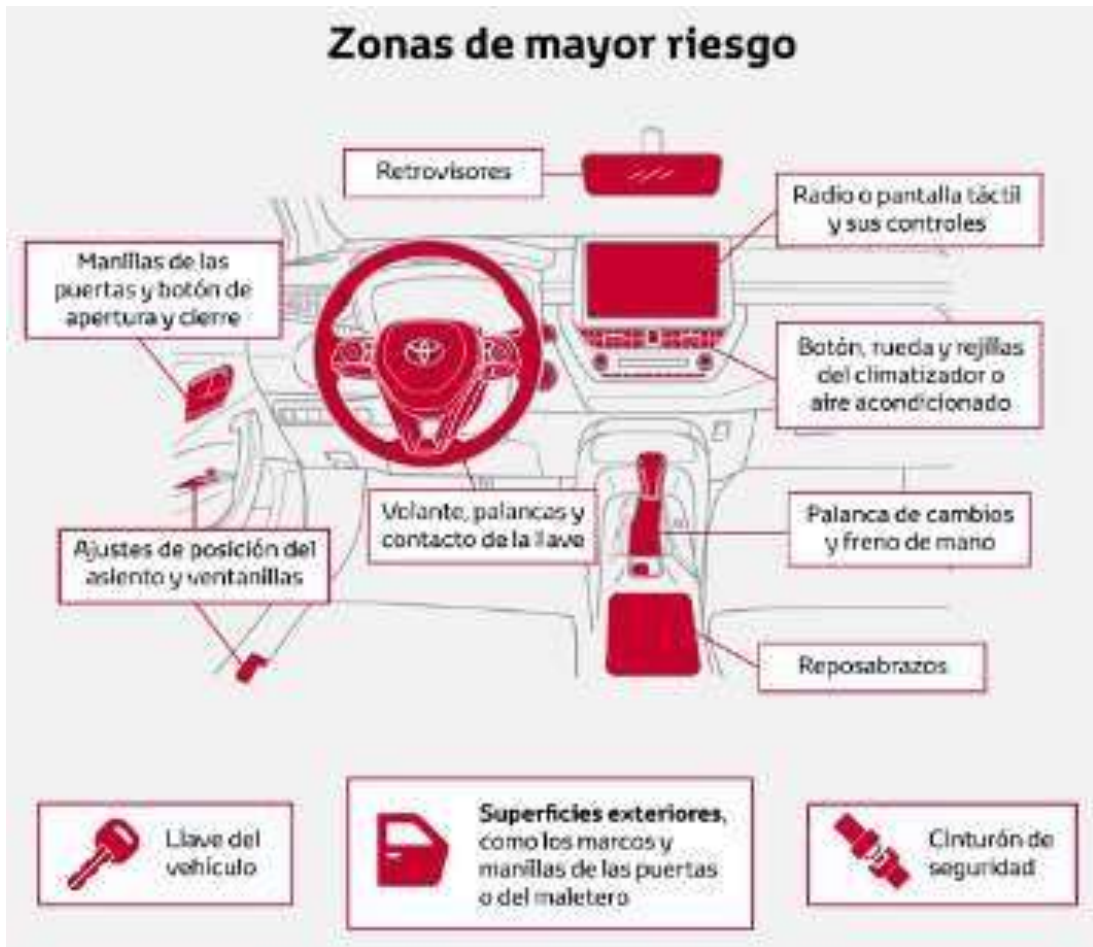 Zonas de mayor riesgo
Retrovisores
Radio o pantalla táctil
y sus controles
Manillas de las
puertas y botón de
apertura y cierre
Botón, rueda y rejillas
del climatizador o
aire acondicionado
Volante, palancas y
contacto de la llave
Palanca de cambios
y freno de mano
Ajustes de posición del
asiento y ventanillas
Reposabrazos
Llave del
vehículo
Superficies exteriores,
como los marcos y
manillas de las puertas
o del maletero
Cinturón de
seguridad